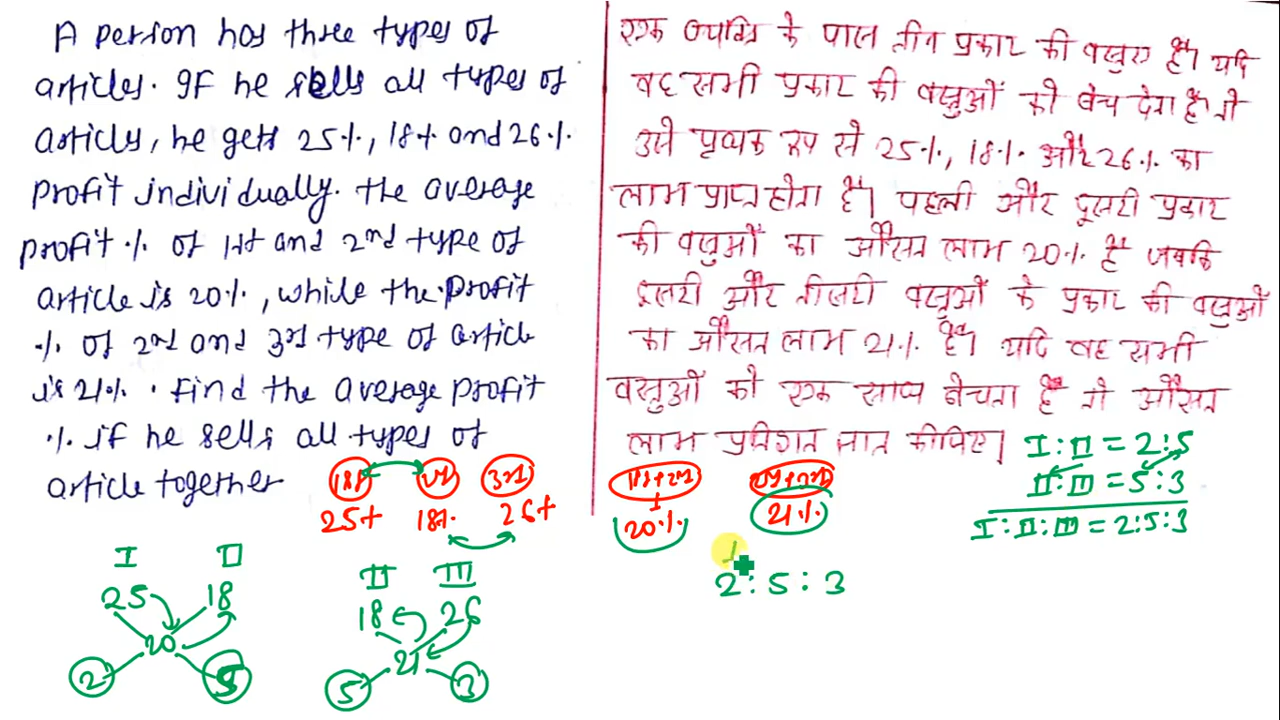 A person has three types of
articles. If he sells all types of
articls, he gets 25%, 18% and 26%
profit individually. The average
profit % of 1st and 2nd type of
article is 20%, while the profit
% of 2nd and 3rd type of article
is 21%. Find the average profit
% if he sells all types of
article together
एक व्यक्ति के पास तीन प्रकार की वस्तुए है। यदि
वह सभी प्रकार की वस्तुओं को बेच देता है तो
उसे पृथक रूप से 25%, 18% और 26% का
लाभ प्राप्त होता है। पहली और दूसरी प्रकार
की वस्तुओं का औसत लाभ 20% है जबकि
दूसरी और तीसरी वस्तुओं के प्रकार की वस्तुओं
का औसत लाभ 21% है। यदि वह सभी
वस्तुओं को एक साथ बेचता है तो औसत
लाभ प्रतिशत ज्ञात कीजिए।
I : II = 2:5
II : III = 5:3
I : II : III = 2:5:3
1st 3rd
25% 18% 26%
20% 21%
I II
25 18
20
2 5
II III
18 26
21
5 3
2 : 5 : 3